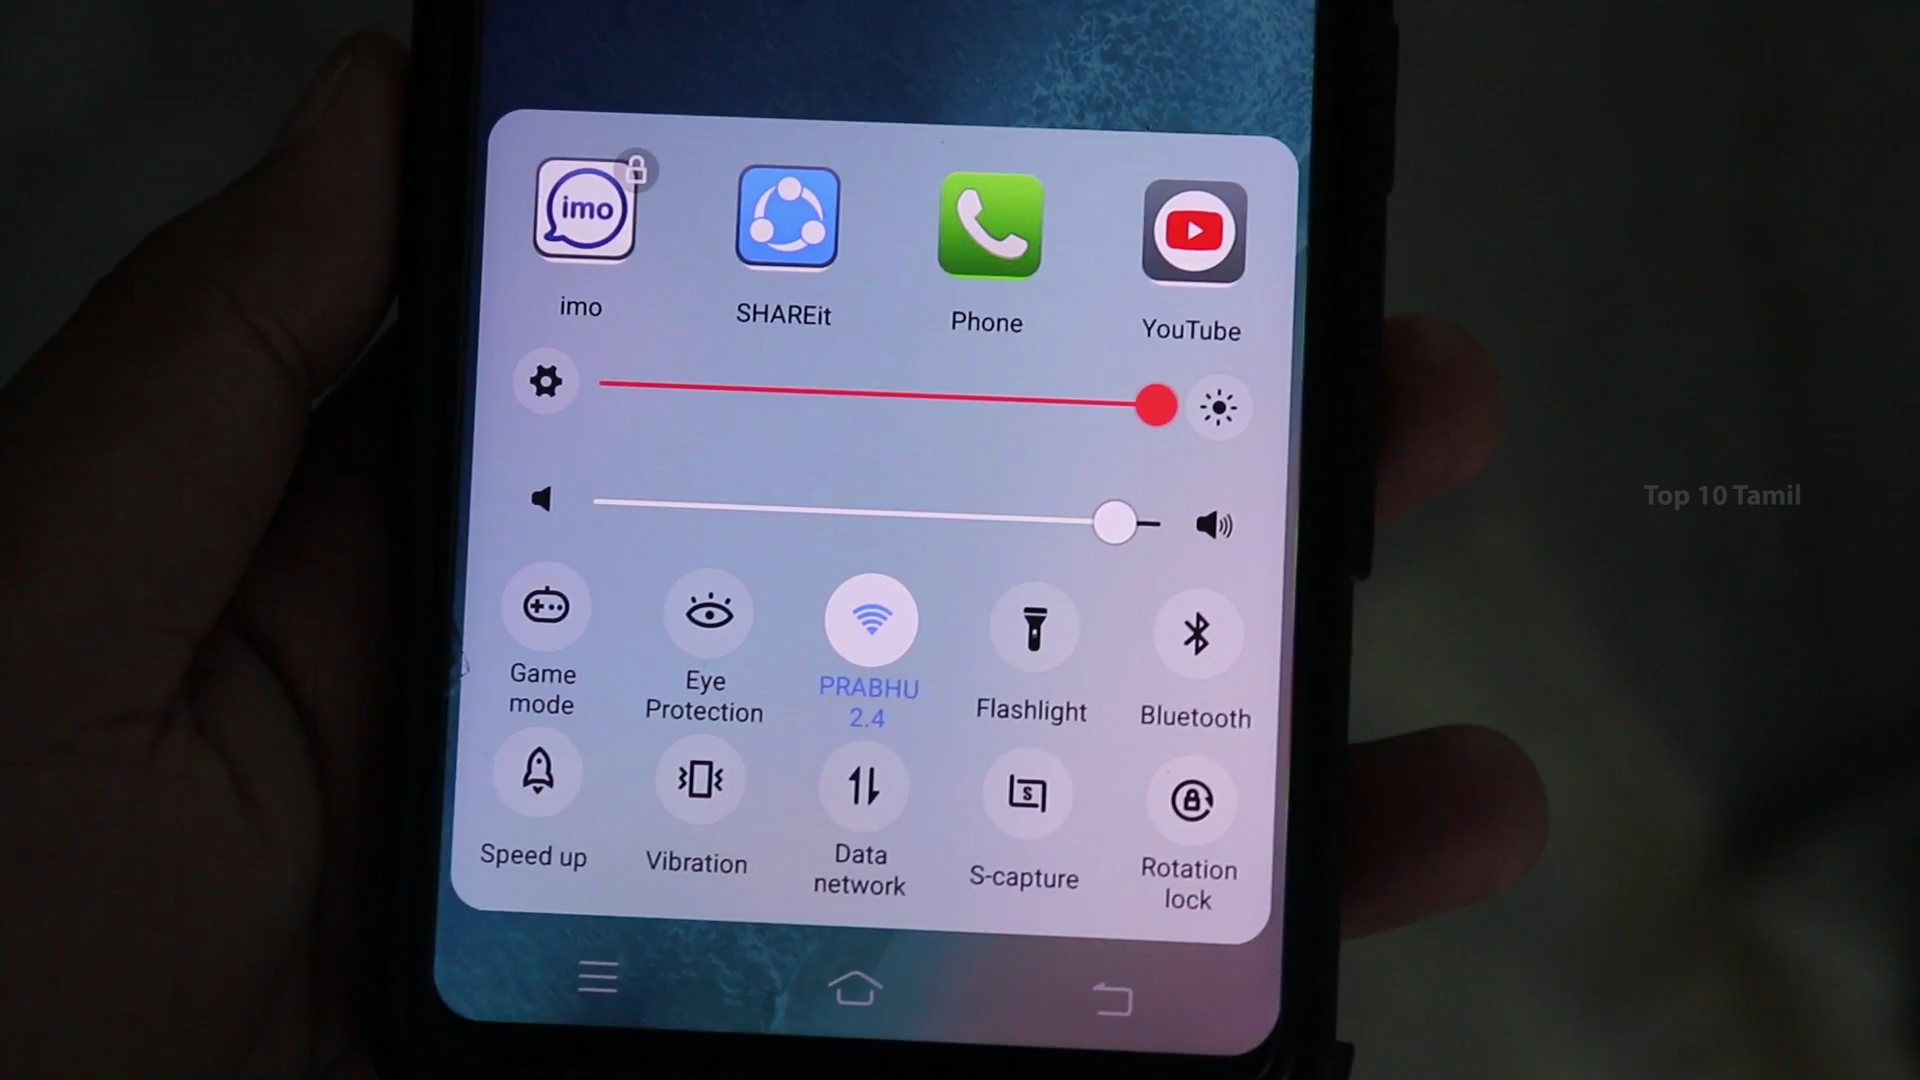 imo
imo
SHAREit
Phone
YouTube
Game
mode
Eye
Protection
PRABHU
2.4
Flashlight
Bluetooth
Speed up
Vibration
Data
network
S
S-capture
Rotation
lock
Top 10 Tamil